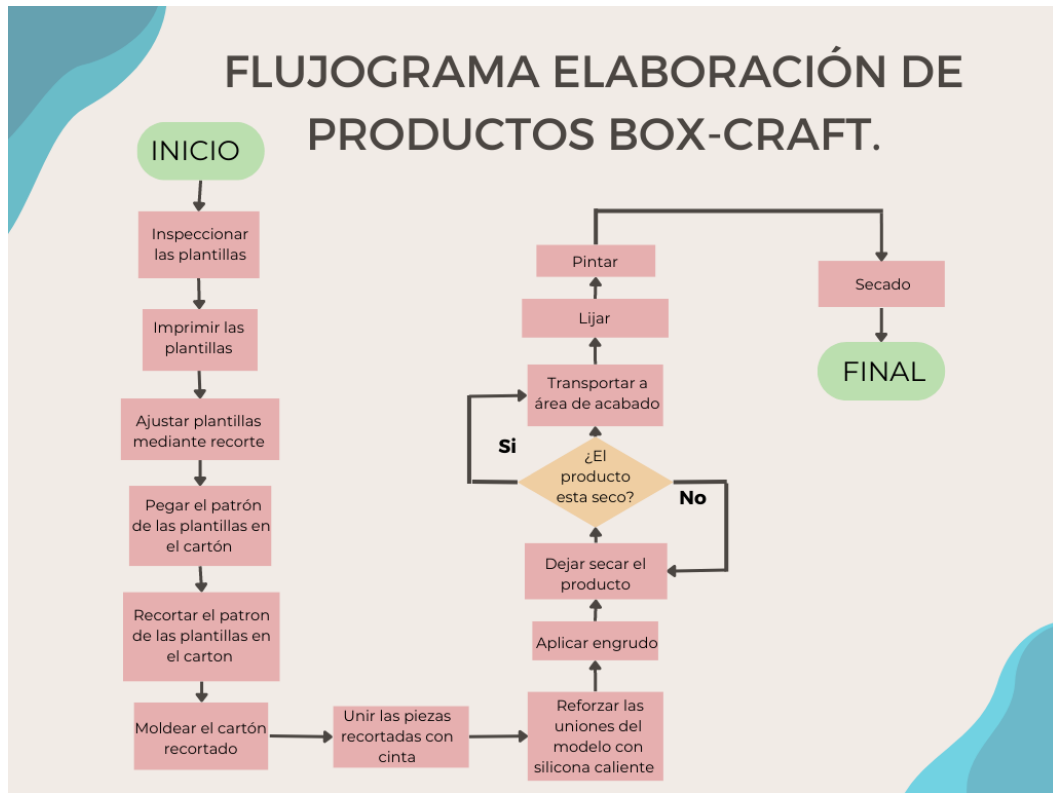 FLUJOGRAMA ELABORACIÓN DE
PRODUCTOS BOX-CRAFT.
INICIO
Inspeccionar
las plantillas
Imprimir las
plantillas
Ajustar plantillas
mediante recorte
Pegar el patrón
de las plantillas en
el cartón
Recortar el patron
de las plantillas en
el carton
Moldear el cartón
recortado
Unir las piezas
recortadas con
cinta
Reforzar las
uniones del
modelo con
silicona caliente
Aplicar engrudo
Dejar secar el
producto
¿El
producto
esta seco?
Si
No
Transportar a
área de acabado
Lijar
Pintar
Secado
FINAL